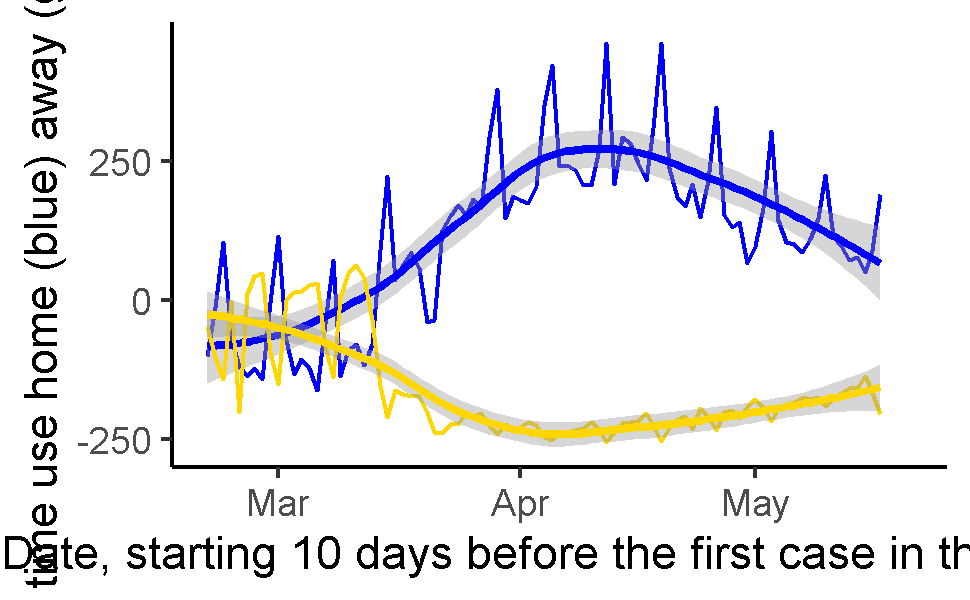 time use home (blue) away (
250
0
-250
Mar Apr May
Date, starting 10 days before the first case in th